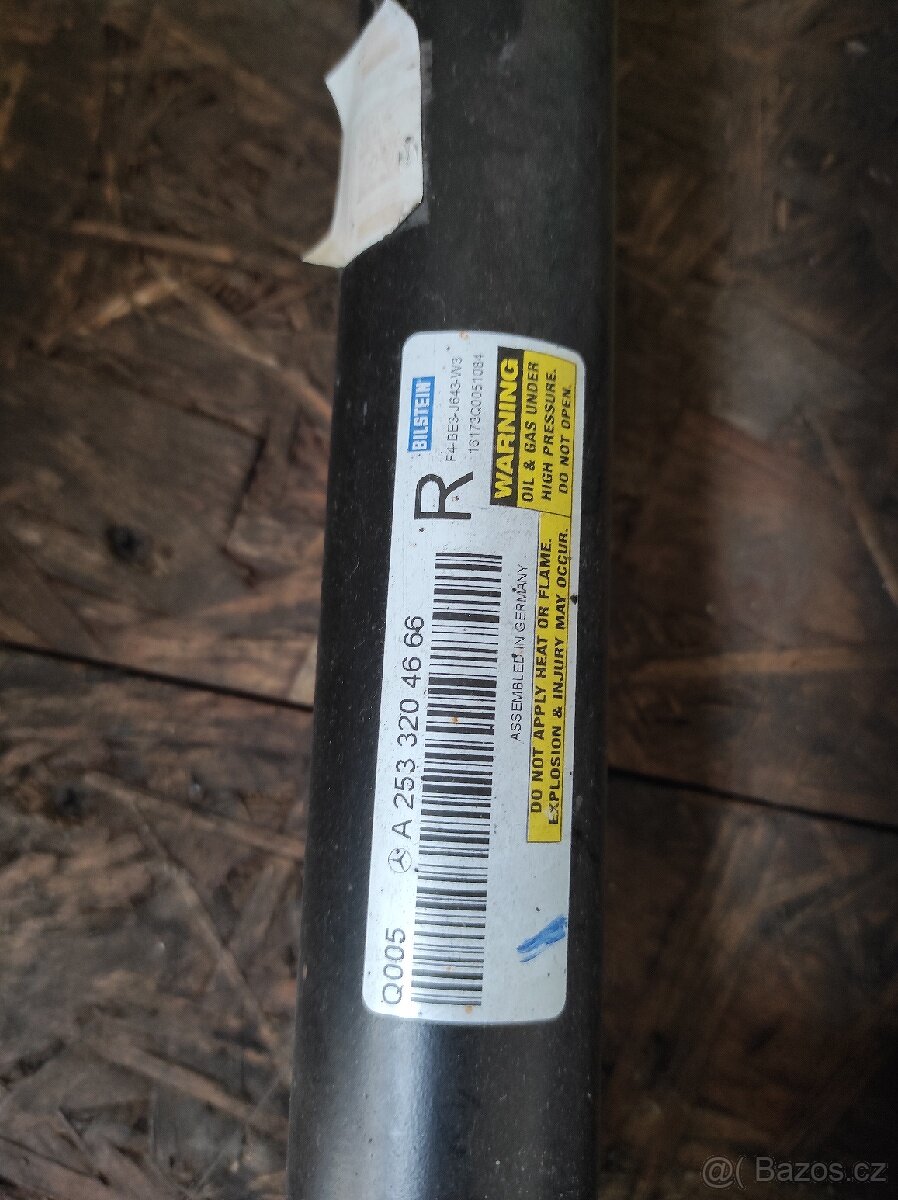 BILSTEIN
F4-BE3-J643-W3
16173Q0051084
R
WARNING
OIL & GAS UNDER
HIGH PRESSURE.
DO NOT OPEN.
Q005 A 253 320 46 66
ASSEMBLED IN GERMANY
DO NOT APPLY HEAT OR FLAME.
EXPLOSION & INJURY MAY OCCUR.
@( Bazos.cz